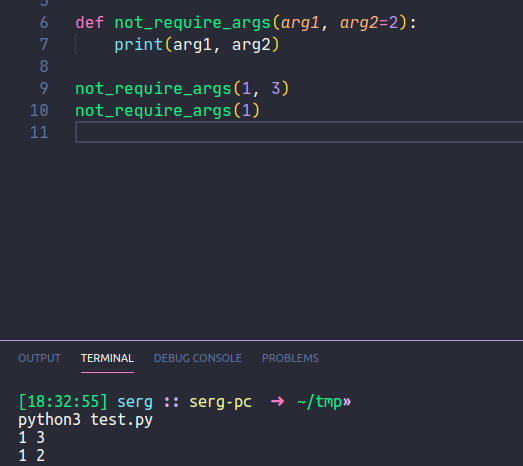 5
6 def not_require_args(arg1, arg2=2):
7 print(arg1, arg2)
8
9 not_require_args(1, 3)
10 not_require_args(1)
11
OUTPUT TERMINAL DEBUG CONSOLE PROBLEMS
[18:32:55] serg :: serg-pc ➜ ~/tmp»
python3 test.py
1 3
1 2